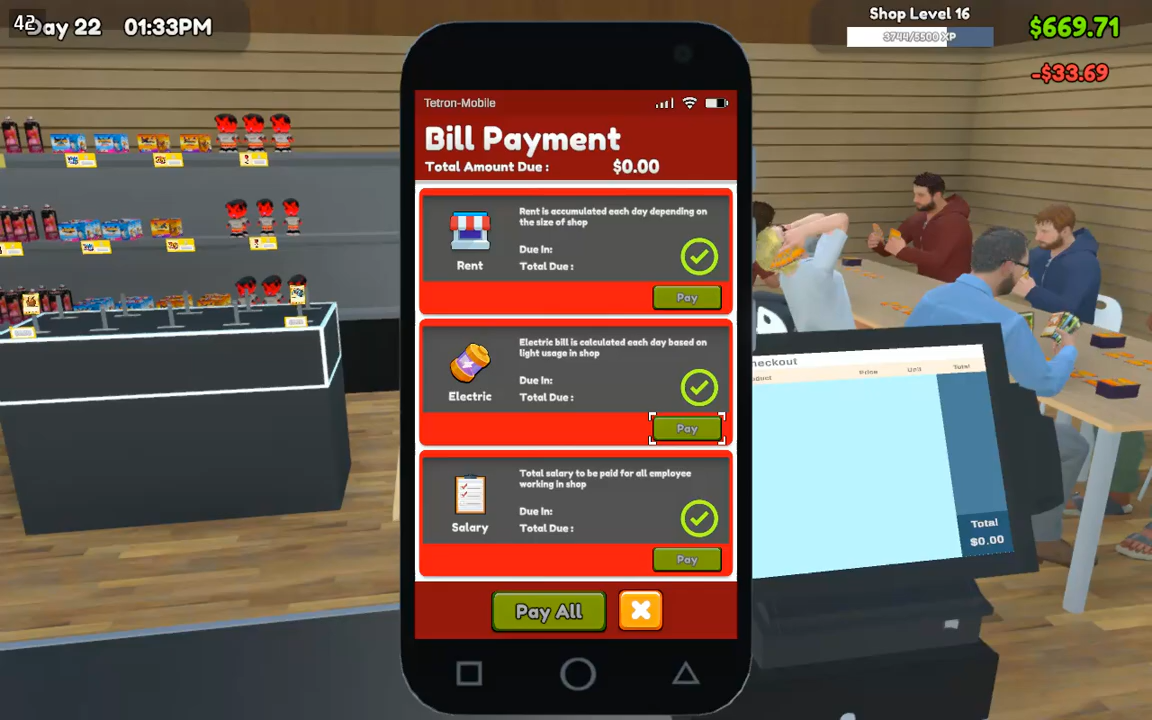 42
Day 22 01:33PM
Shop Level 16
3744/5500 XP
$669.71
-$33.69
Tetron-Mobile
Bill Payment
Total Amount Due : $0.00
Rent is accumulated each day depending on
the size of shop
Due In:
Total Due :
Rent
Pay
Electric bill is calculated each day based on
light usage in shop
Due In:
Total Due :
Electric
Pay
Total salary to be paid for all employee
working in shop
Due In:
Total Due :
Salary
Pay
Pay All
Price Unit Total
Total
$0.00